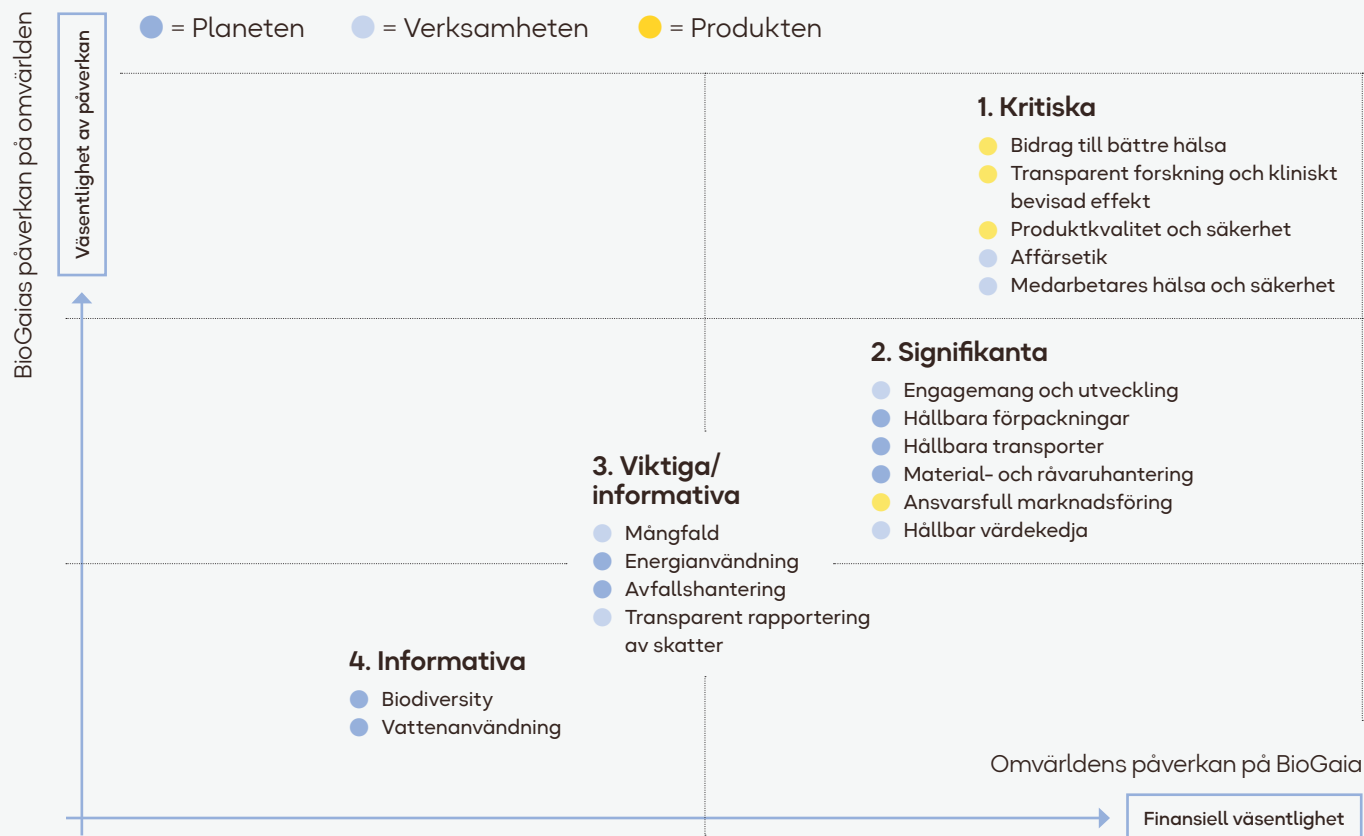 BioGaias påverkan på omvärlden
Väsentlighet av påverkan
= Planeten
= Verksamheten
= Produkten
1. Kritiska
Bidrag till bättre hälsa
Transparent forskning och kliniskt
bevisad effekt
Produktkvalitet och säkerhet
Affärsetik
Medarbetares hälsa och säkerhet
2. Signifikanta
Engagemang och utveckling
Hållbara förpackningar
Hållbara transporter
Material- och råvaruhantering
Ansvarsfull marknadsföring
Hållbar värdekedja
3. Viktiga/
informativa
Mångfald
Energianvändning
Avfallshantering
Transparent rapportering
av skatter
4. Informativa
Biodiversity
Vattenanvändning
Omvärldens påverkan på BioGaia
Finansiell väsentlighet